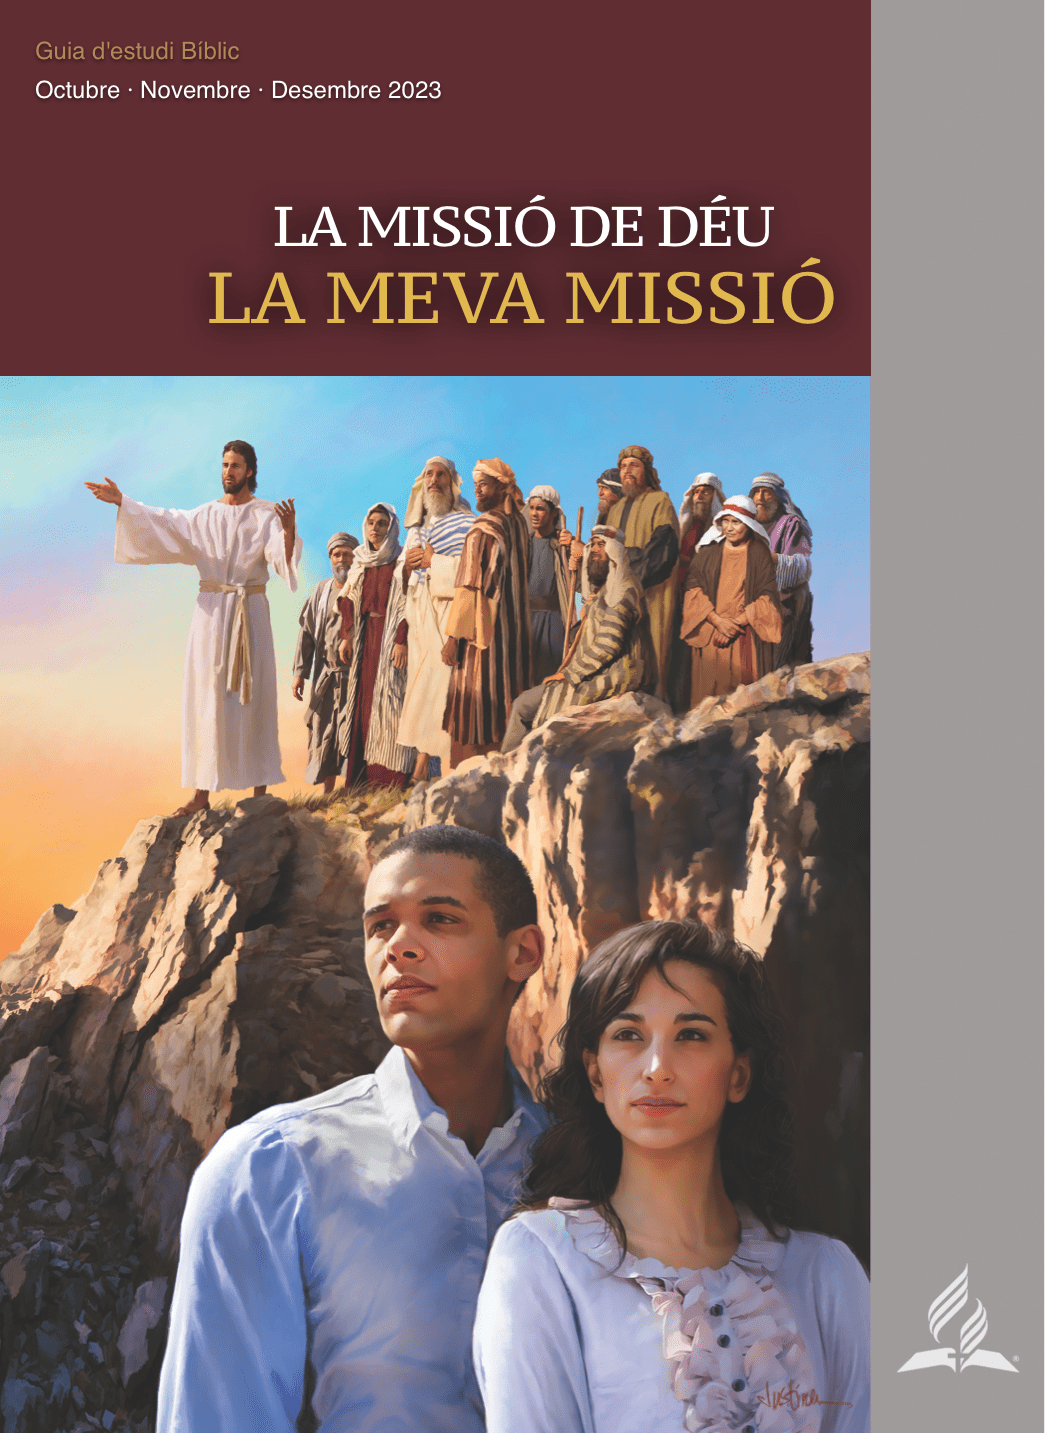 Guia d'estudi Bíblic
Octubre · Novembre · Desembre 2023
LA MISSIÓ DE DÉU
LA MEVA MISSIÓ
®